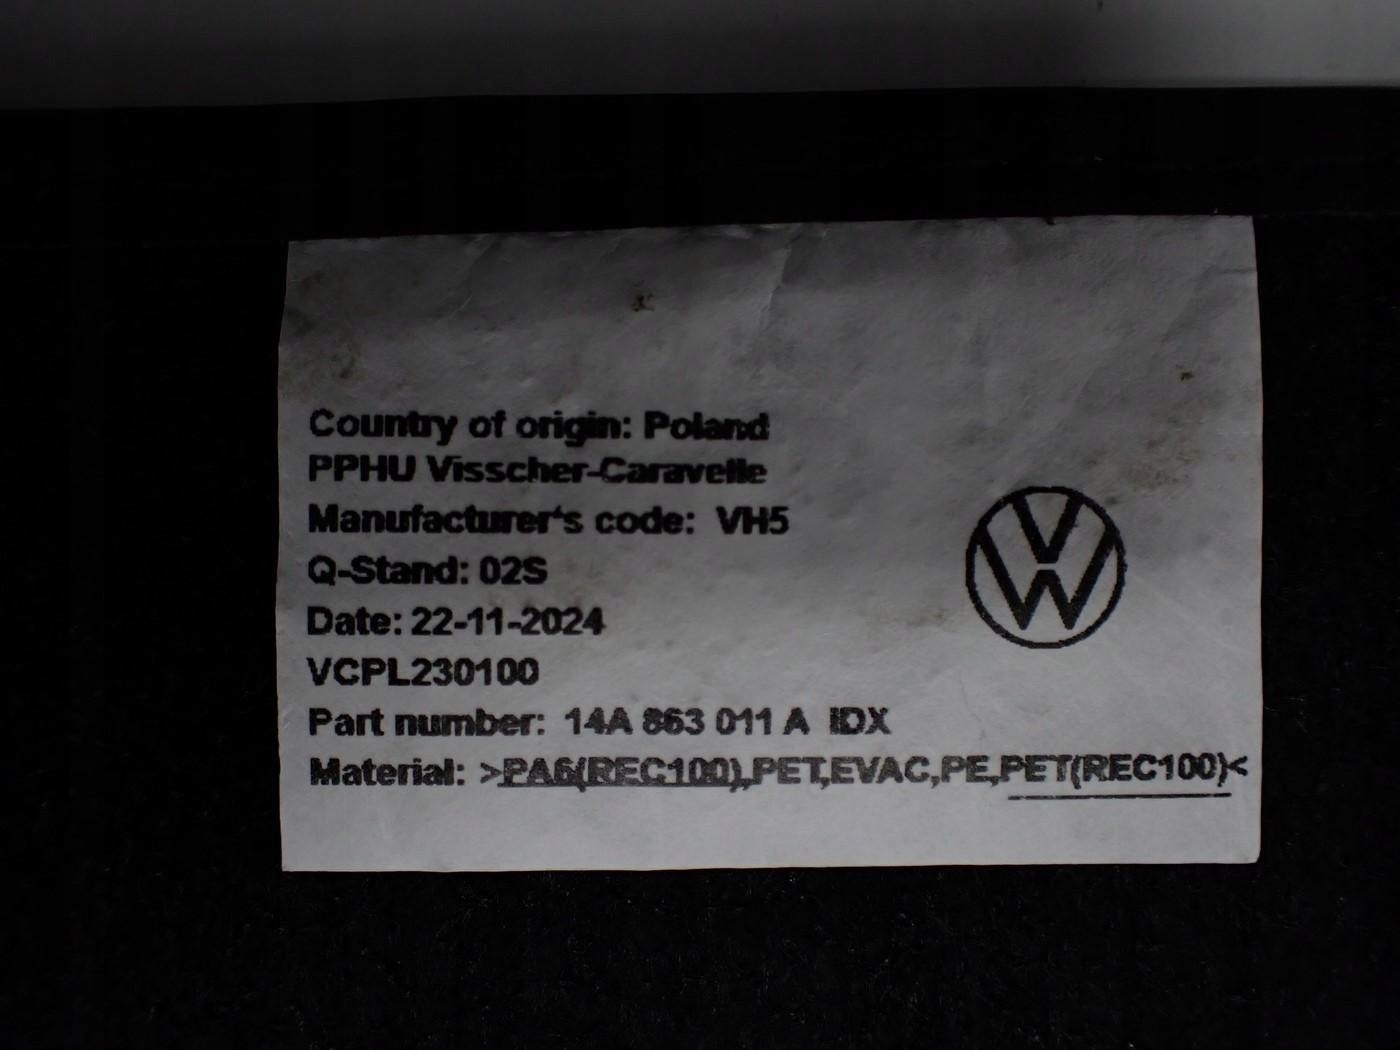 Country of origin: Poland
PPHU Visscher-Caravelle
Manufacturer's code: VH5
Q-Stand: 02S
Date: 22-11-2024
VCPL230100
Part number: 14A 863 011 A IDX
Material: >PA6(REC100),PET,EVAC,PE,PET(REC100)<